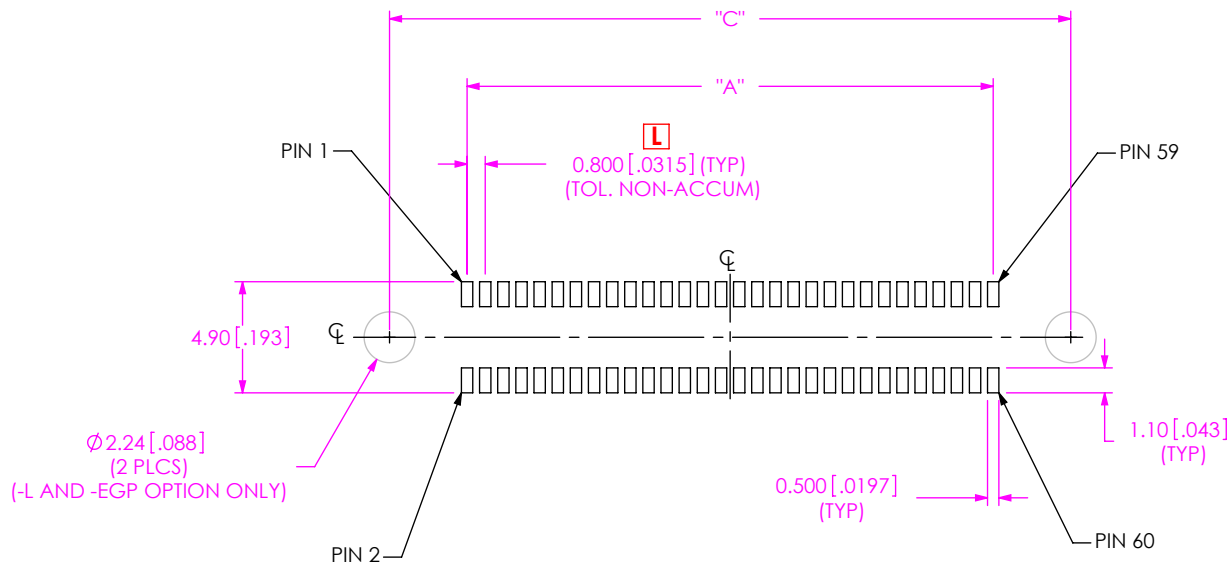 "C"
"A"
L
PIN 1
0.800 [.0315] (TYP)
(TOL. NON-ACCUM)
PIN 59
℄
4.90 [.193]
℄
Ø 2.24 [.088]
(2 PLCS)
(-L AND -EGP OPTION ONLY)
1.10 [.043]
(TYP)
0.500 [.0197]
(TYP)
PIN 2
PIN 60